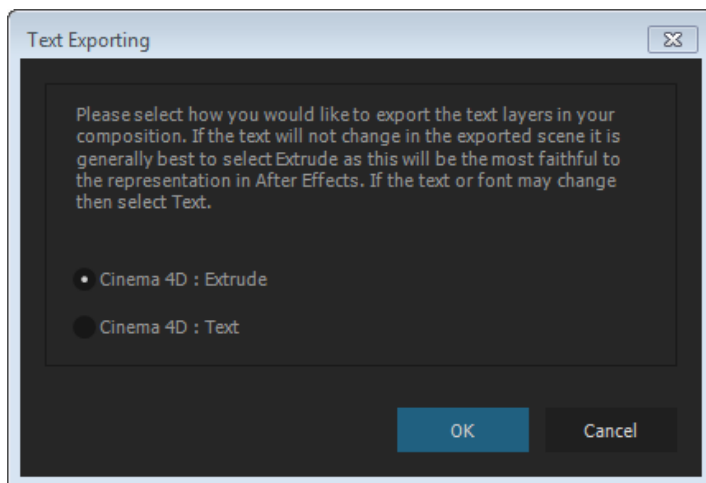 Text Exporting
Please select how you would like to export the text layers in your
composition. If the text will not change in the exported scene it is
generally best to select Extrude as this will be the most faithful to
the representation in After Effects. If the text or font may change
then select Text.
Cinema 4D : Extrude
Cinema 4D : Text
OK
Cancel